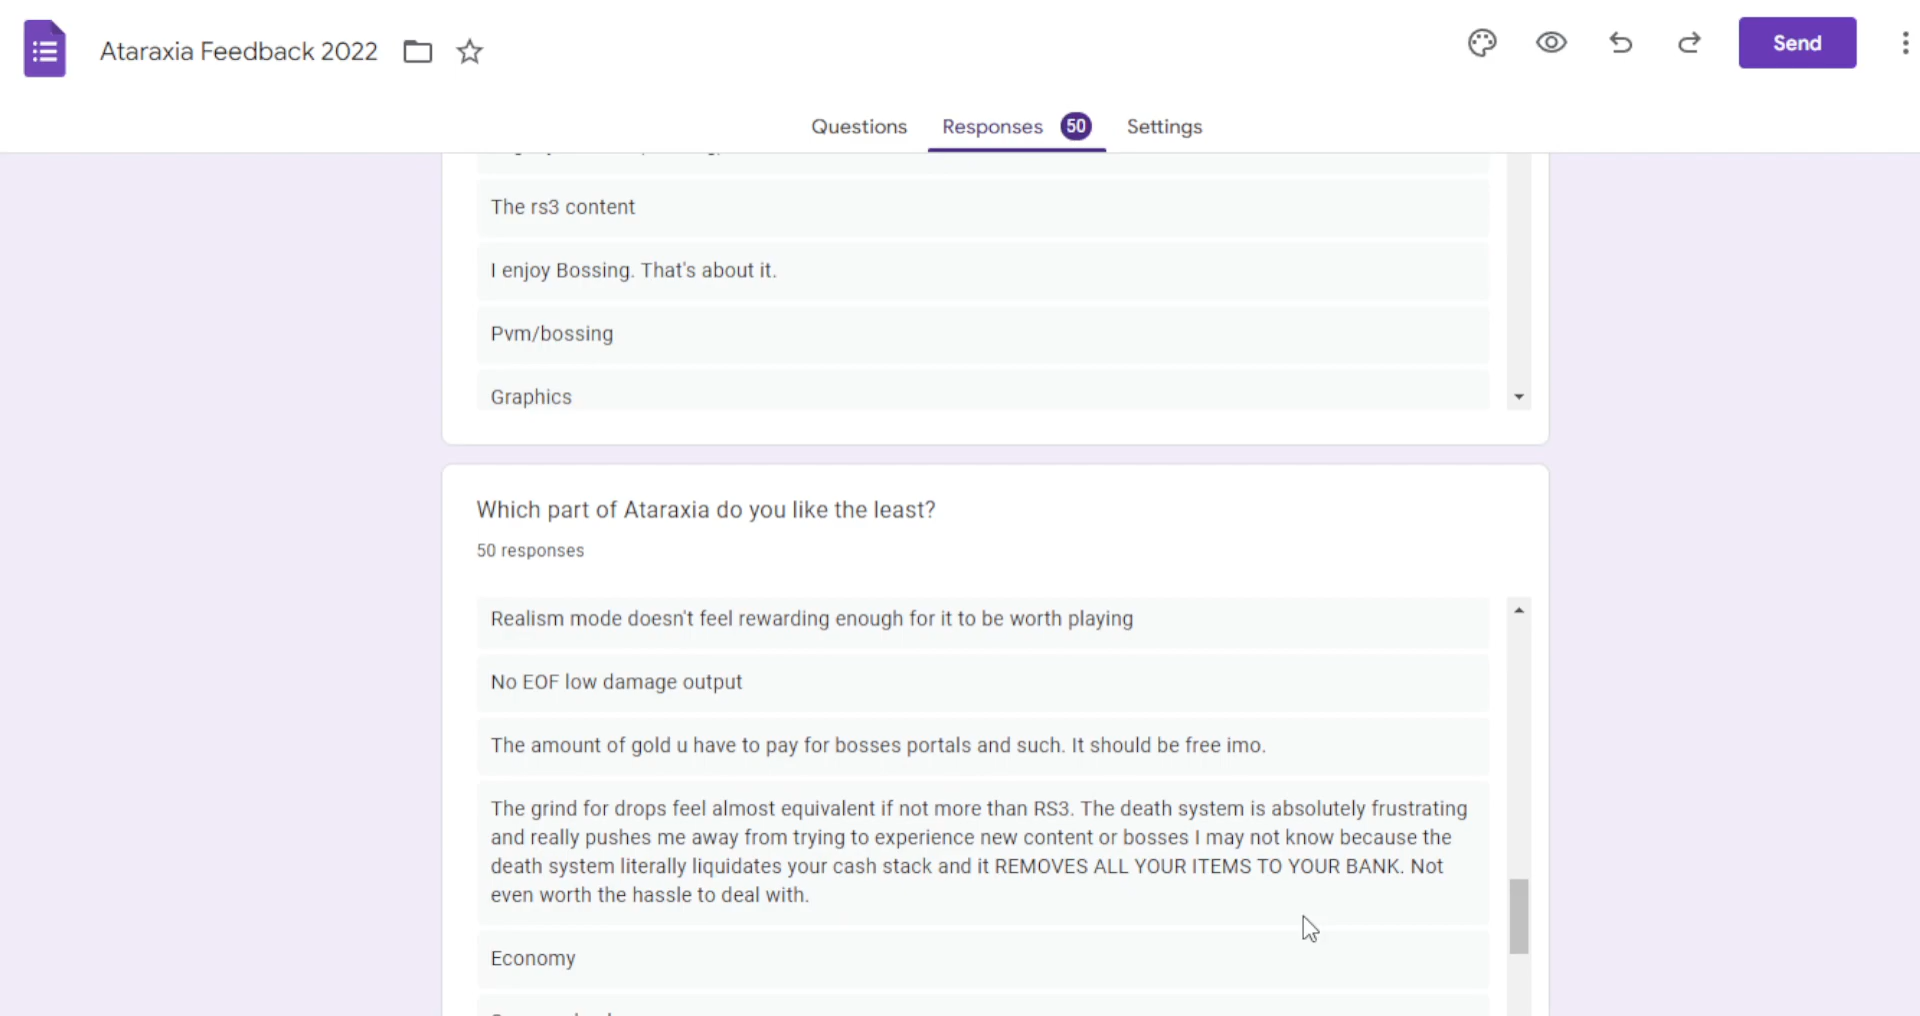 Ataraxia Feedback 2022
Send
Questions
Responses 50
Settings
The rs3 content
I enjoy Bossing. That's about it.
Pvm/bossing
Graphics
Which part of Ataraxia do you like the least?
50 responses
Realism mode doesn't feel rewarding enough for it to be worth playing
No EOF low damage output
The amount of gold u have to pay for bosses portals and such. It should be free imo.
The grind for drops feel almost equivalent if not more than RS3. The death system is absolutely frustrating
and really pushes me away from trying to experience new content or bosses I may not know because the
death system literally liquidates your cash stack and it REMOVES ALL YOUR ITEMS TO YOUR BANK. Not
even worth the hassle to deal with.
Economy